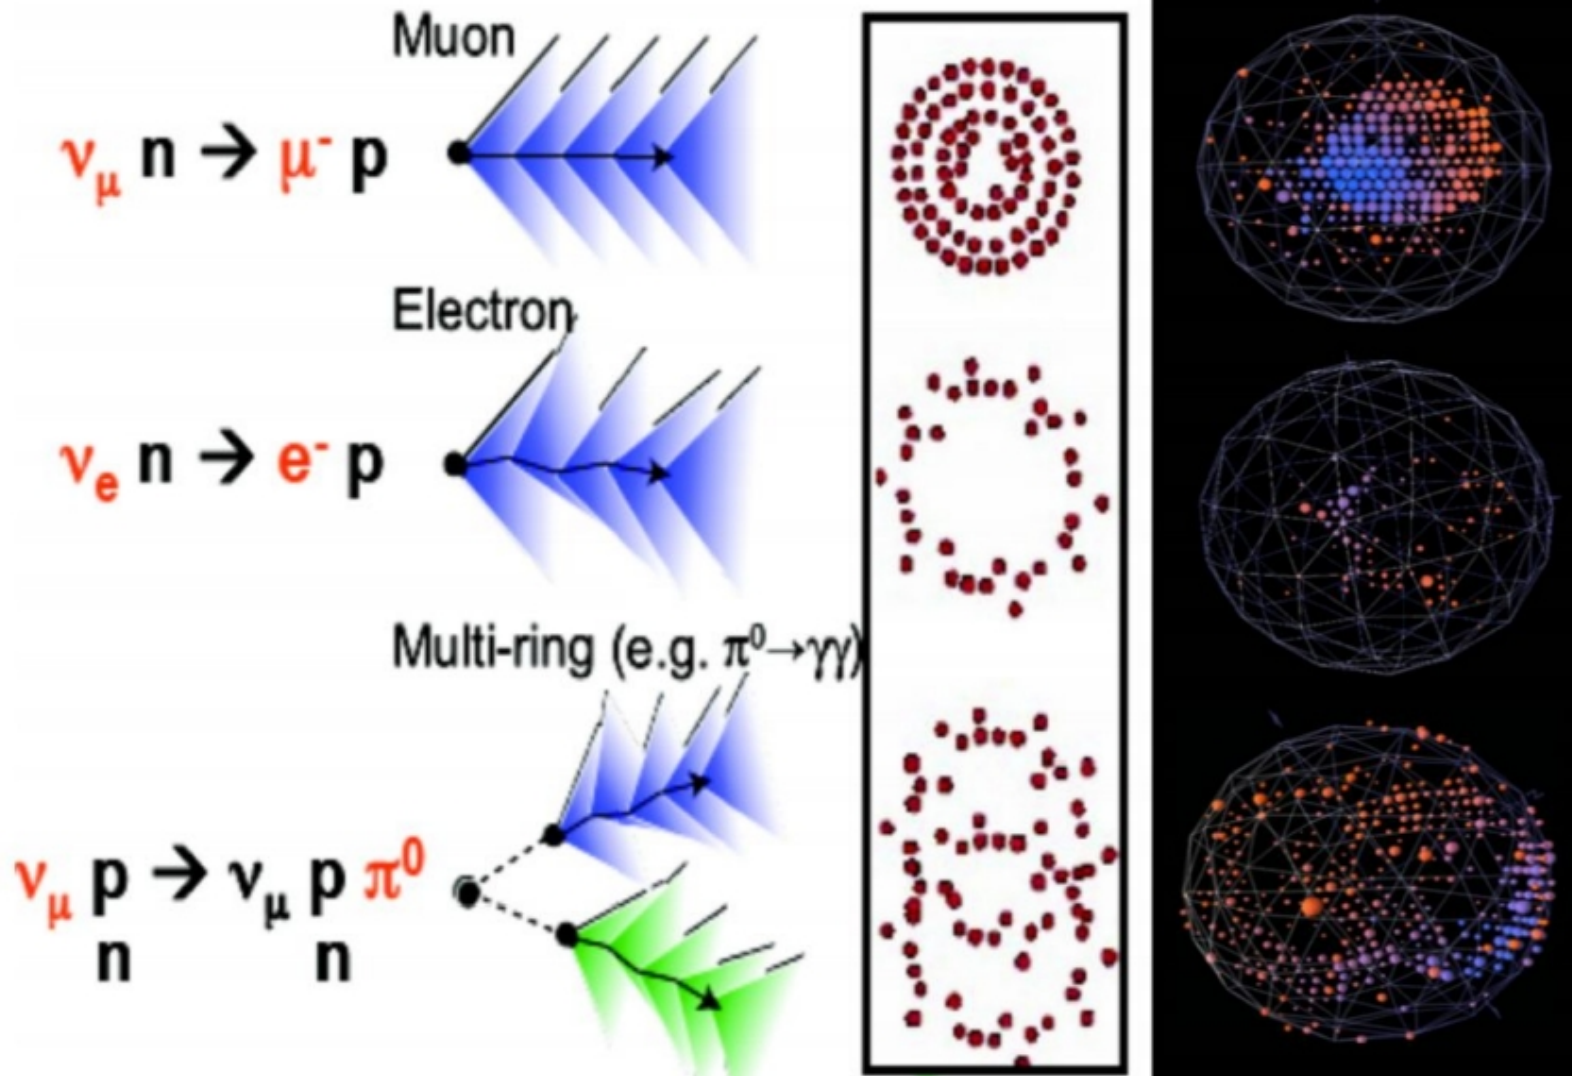 Muon
νμ n → μ- p
Electron
νe n → e- p
Multi-ring (e.g. π0→γγ)
νμ p → νμ p π0
n n